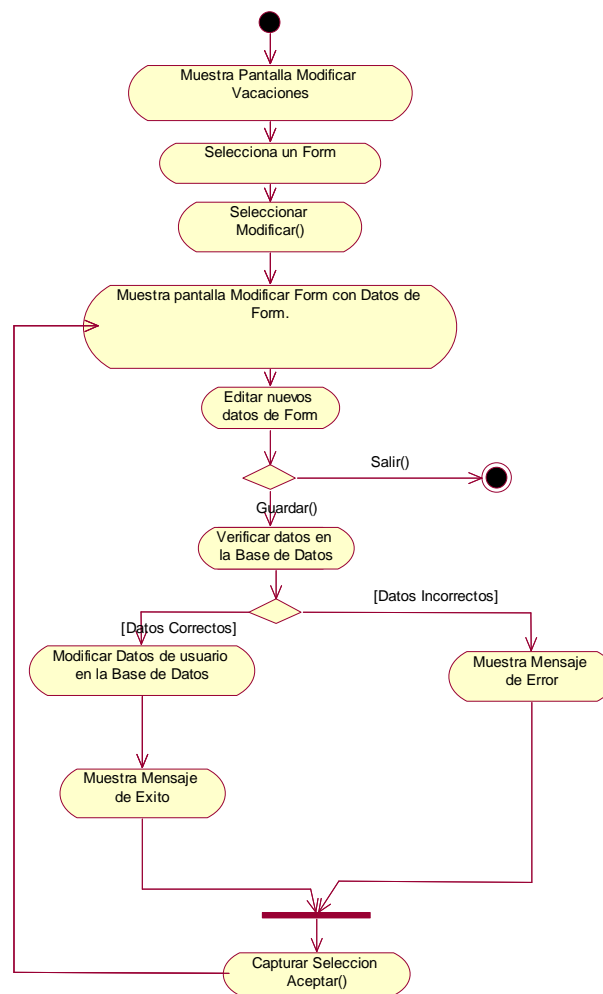 Muestra Pantalla Modificar
Vacaciones
Selecciona un Form
Seleccionar
Modificar()
Muestra pantalla Modificar Form con Datos de
Form.
Editar nuevos
datos de Form
Salir()
Guardar()
Verificar datos en
la Base de Datos
[Datos Incorrectos]
[Datos Correctos]
Modificar Datos de usuario
en la Base de Datos
Muestra Mensaje
de Error
Muestra Mensaje
de Exito
Capturar Seleccion
Aceptar()